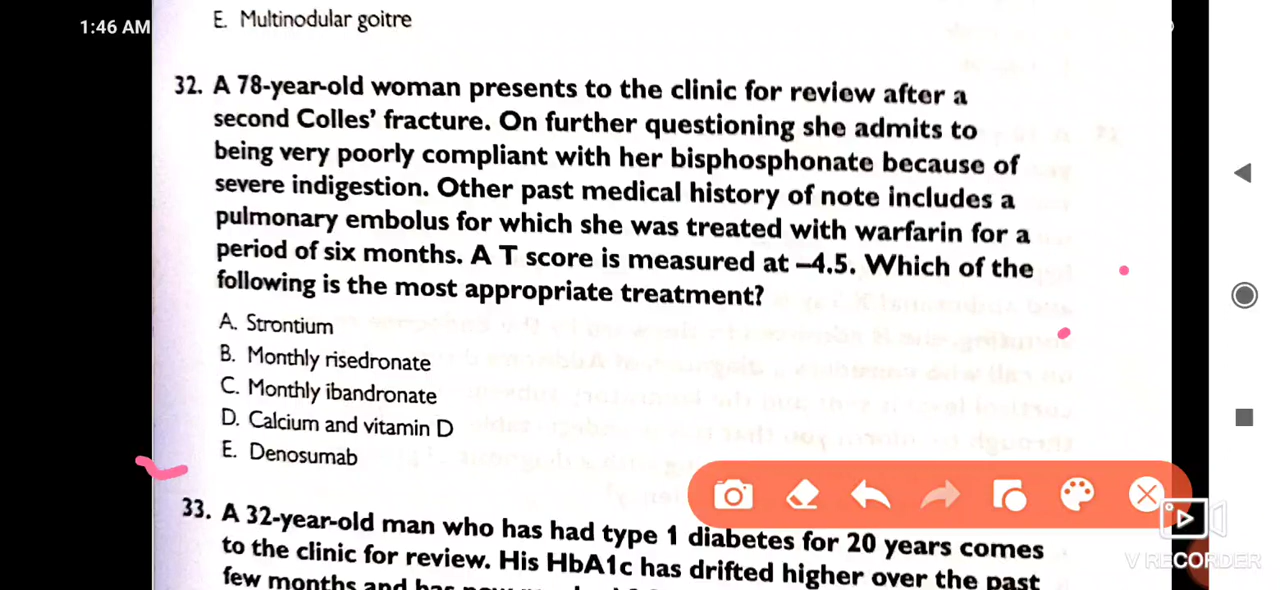 1:46 AM
E. Multinodular goitre
32. A 78-year-old woman presents to the clinic for review after a
second Colles' fracture. On further questioning she admits to
being very poorly compliant with her bisphosphonate because of
severe indigestion. Other past medical history of note includes a
pulmonary embolus for which she was treated with warfarin for a
period of six months. A T score is measured at –4.5. Which of the
following is the most appropriate treatment?
A. Strontium
B. Monthly risedronate
C. Monthly ibandronate
D. Calcium and vitamin D
E. Denosumab
33. A 32-year-old man who has had type 1 diabetes for 20 years comes
to the clinic for review. His HbA1c has drifted higher over the past
few months and has now
V RECORDER